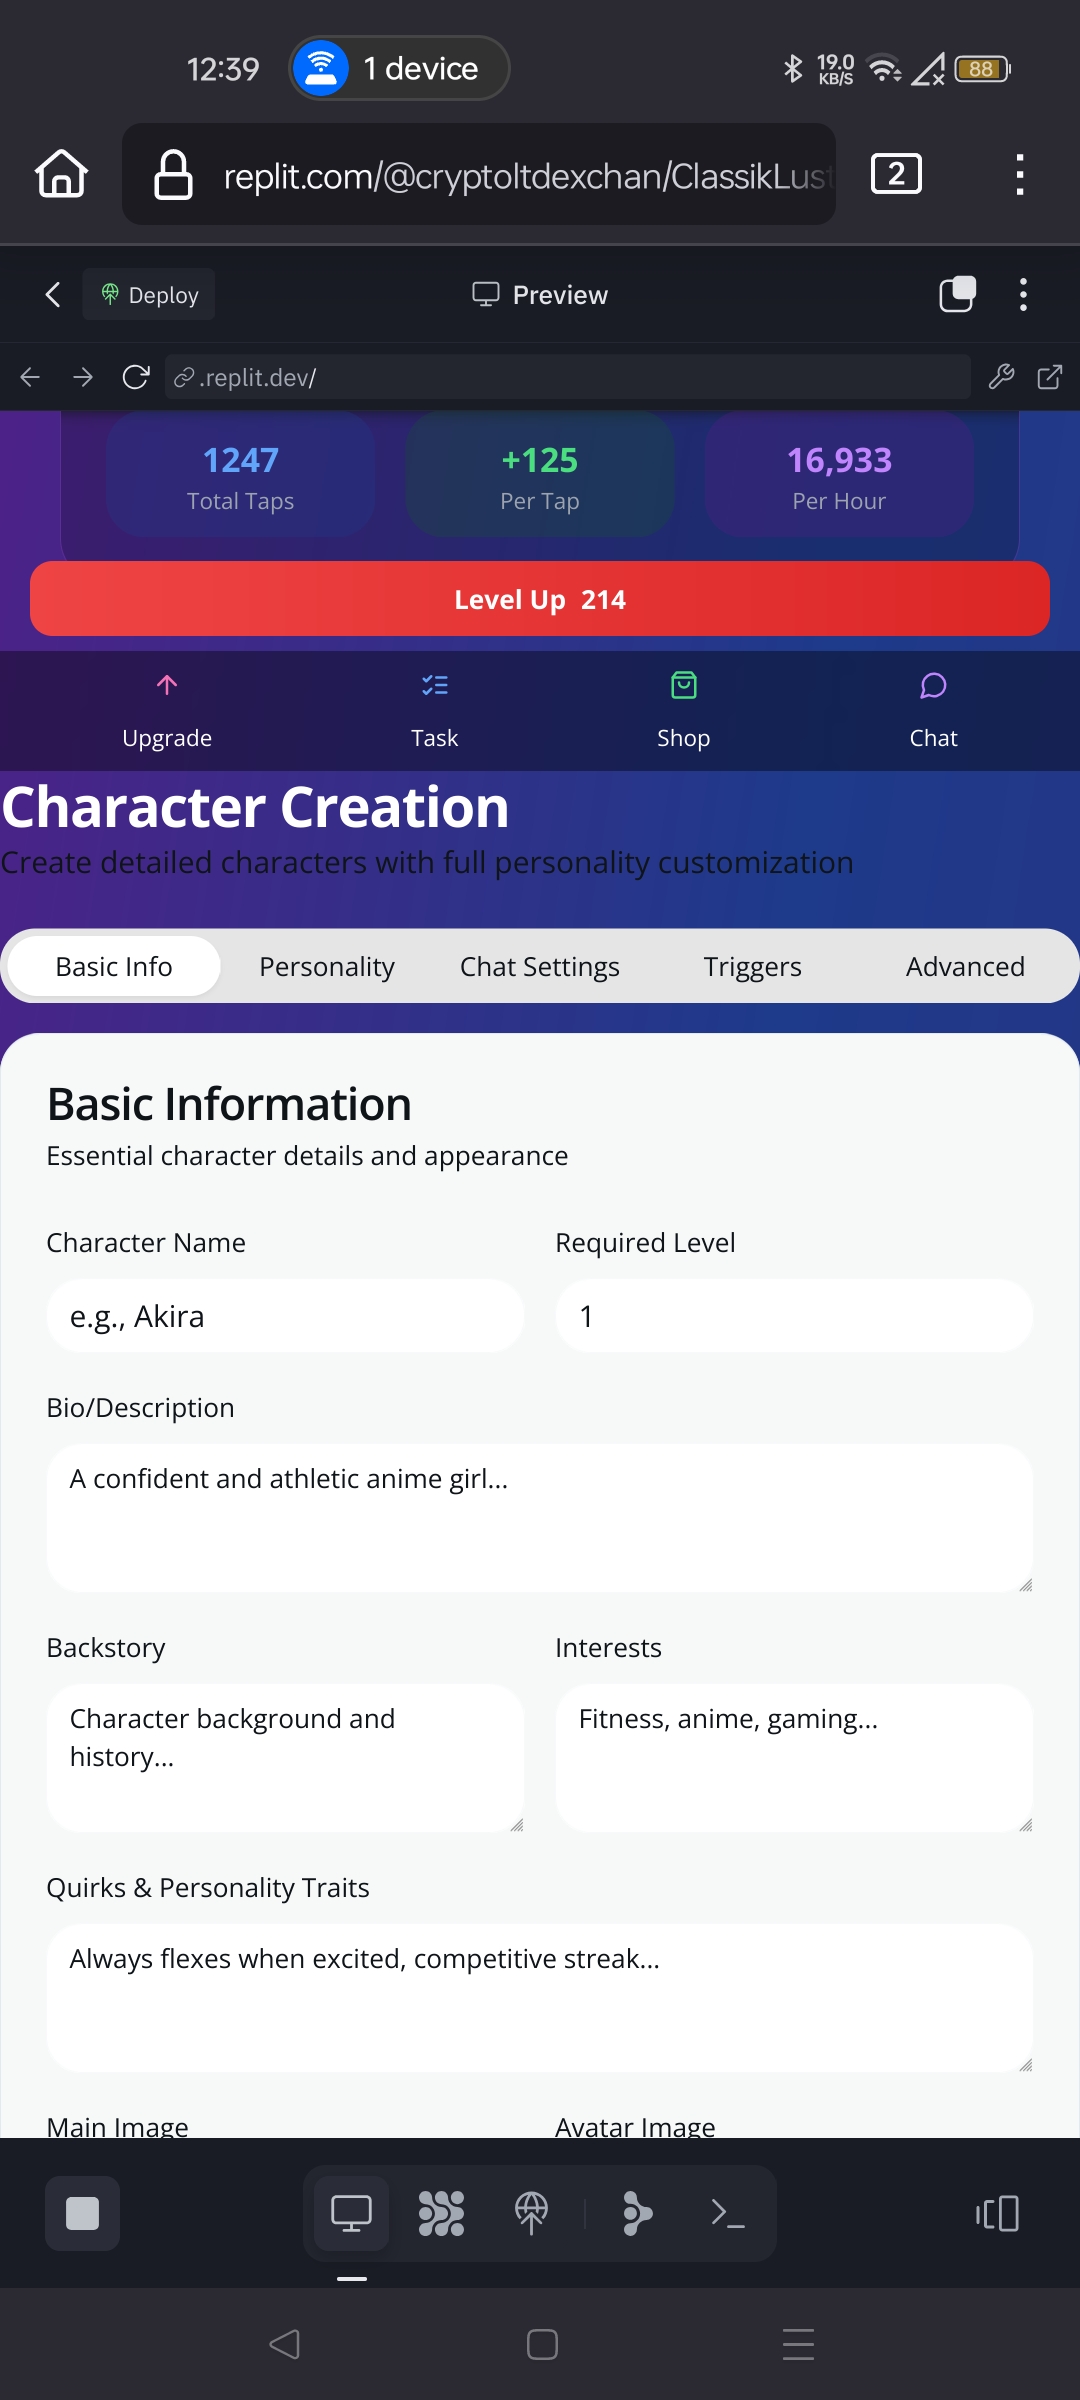 12:39
1 device
19.0
KB/S
88
replit.com/@cryptoltdexchan/ClassikLust
2
Deploy
Preview
.replit.dev/
1247
+125
16,933
Total Taps
Per Tap
Per Hour
Level Up 214
Upgrade
Task
Shop
Chat
Character Creation
Create detailed characters with full personality customization
Basic Info
Personality
Chat Settings
Triggers
Advanced
Basic Information
Essential character details and appearance
Character Name
Required Level
e.g., Akira
1
Bio/Description
A confident and athletic anime girl...
Backstory
Interests
Character background and
history...
Fitness, anime, gaming...
Quirks & Personality Traits
Always flexes when excited, competitive streak...
Main Image
Avatar Image